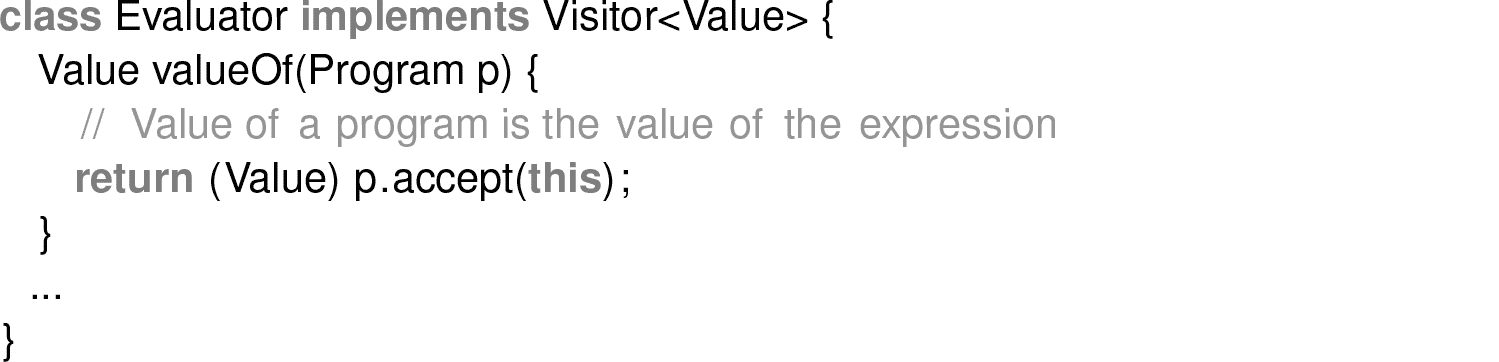 class Evaluator implements Visitor<Value> {
Value valueOf(Program p) {
// Value of a program is the value of the expression
return (Value) p.accept(this);
}
...
}